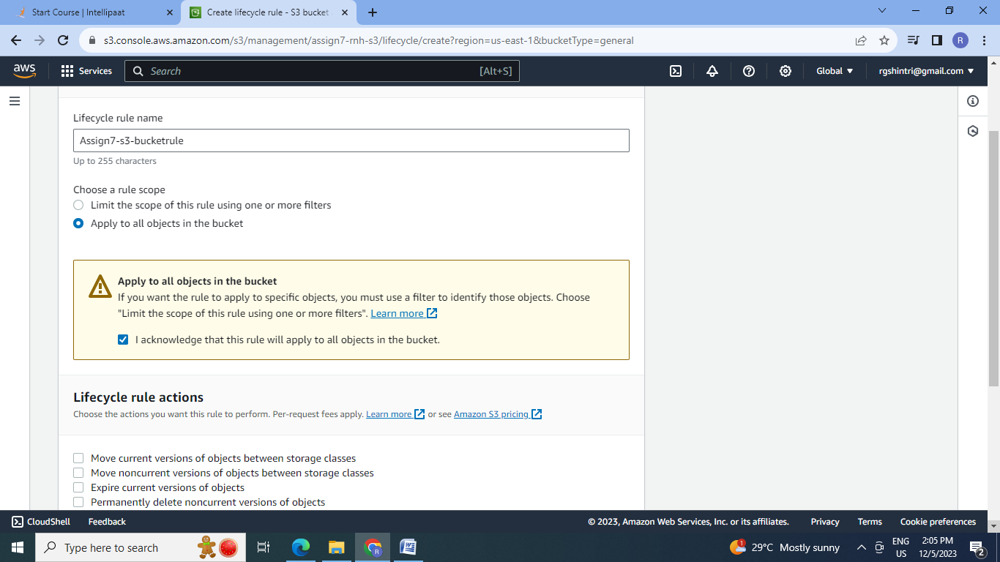 Start Course | Intellipaat
Create lifecycle rule - S3 bucket
s3.console.aws.amazon.com/s3/management/assign7-rnh-s3/lifecycle/create?region=us-east-1&bucketType=general
R
aws
Services
Search
[Alt+S]
Global
rgshintri@gmail.com
Lifecycle rule name
Assign7-s3-bucketrule
Up to 255 characters
Choose a rule scope
Limit the scope of this rule using one or more filters
Apply to all objects in the bucket
Apply to all objects in the bucket
If you want the rule to apply to specific objects, you must use a filter to identify those objects. Choose
"Limit the scope of this rule using one or more filters". Learn more
I acknowledge that this rule will apply to all objects in the bucket.
Lifecycle rule actions
Choose the actions you want this rule to perform. Per-request fees apply. Learn more or see Amazon S3 pricing
Move current versions of objects between storage classes
Move noncurrent versions of objects between storage classes
Expire current versions of objects
Permanently delete noncurrent versions of objects
CloudShell
Feedback
© 2023, Amazon Web Services, Inc. or its affiliates.
Privacy
Terms
Cookie preferences
Type here to search
R
W
1
29°C Mostly sunny
ENG
US
2:05 PM
12/5/2023
2